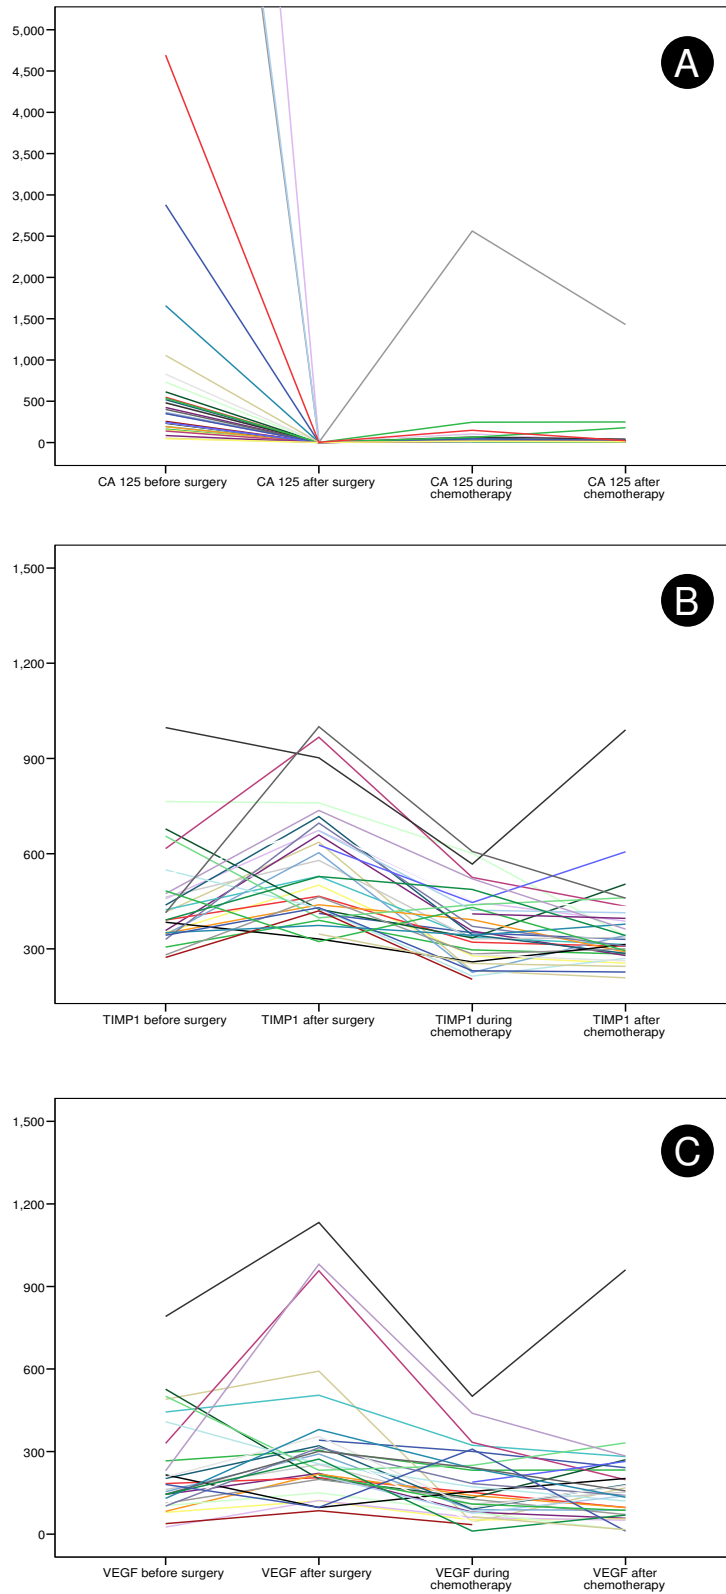 A
5,000
4,500
4,000
3,500
3,000
2,500
2,000
1,500
1,000
500
0
CA 125 before surgery
CA 125 after surgery
CA 125 during
chemotherapy
CA 125 after
chemotherapy
B
1,500
1,200
900
600
300
TIMP1 before surgery
TIMP1 after surgery
TIMP1 during
chemotherapy
TIMP1 after
chemotherapy
C
1,500
1,200
900
600
300
0
VEGF before surgery
VEGF after surgery
VEGF during
chemotherapy
VEGF after
chemotherapy